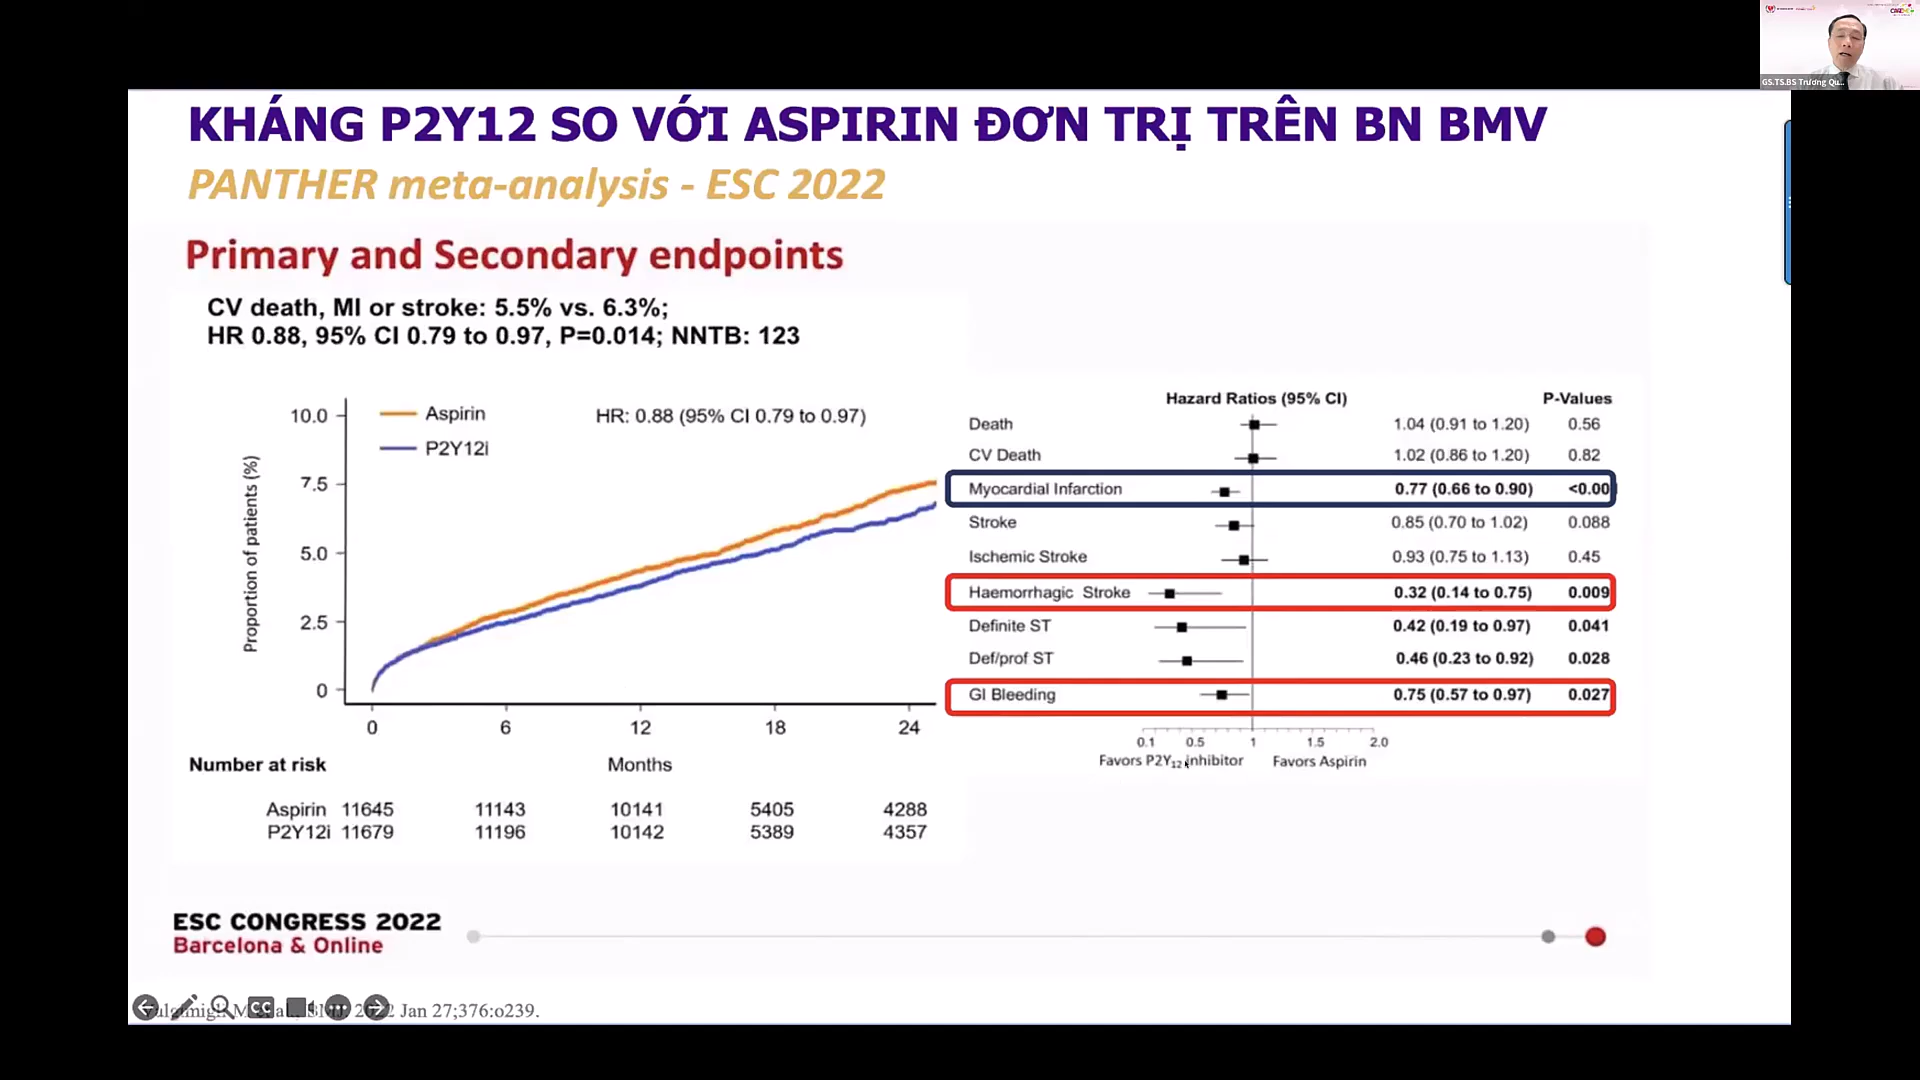 GS.TS.BS Trương Qu...
KHÁNG P2Y12 SO VỚI ASPIRIN ĐƠN TRỊ TRÊN BN BMV
PANTHER meta-analysis - ESC 2022
Primary and Secondary endpoints
CV death, MI or stroke: 5.5% vs. 6.3%;
HR 0.88, 95% CI 0.79 to 0.97, P=0.014; NNTB: 123
Proportion of patients (%)
10.0
7.5
5.0
2.5
0
Aspirin
P2Y12i
HR: 0.88 (95% CI 0.79 to 0.97)
0 6 12 18 24
Months
Number at risk
Aspirin 11645 11143 10141 5405 4288
P2Y12i 11679 11196 10142 5389 4357
Hazard Ratios (95% CI) P-Values
Death 1.04 (0.91 to 1.20) 0.56
CV Death 1.02 (0.86 to 1.20) 0.82
Myocardial Infarction 0.77 (0.66 to 0.90) <0.00
Stroke 0.85 (0.70 to 1.02) 0.088
Ischemic Stroke 0.93 (0.75 to 1.13) 0.45
Haemorrhagic Stroke 0.32 (0.14 to 0.75) 0.009
Definite ST 0.42 (0.19 to 0.97) 0.041
Def/prof ST 0.46 (0.23 to 0.92) 0.028
GI Bleeding 0.75 (0.57 to 0.97) 0.027
0.1 0.5 1 1.5 2.0
Favors P2Y12 inhibitor Favors Aspirin
ESC CONGRESS 2022
Barcelona & Online
CC
Jan 27;376:o239.